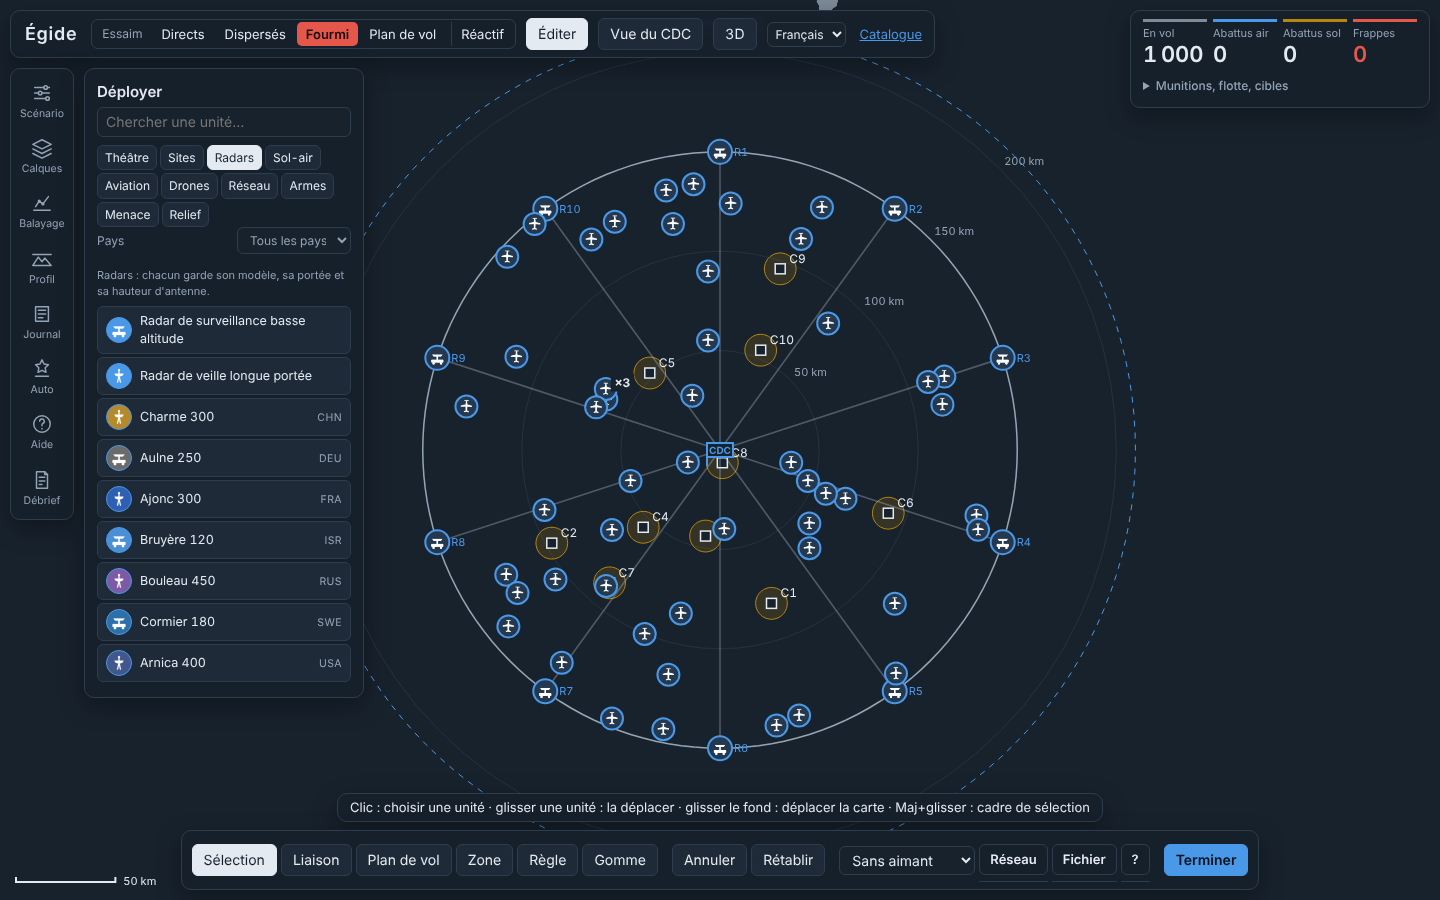 Égide
Essaim Directs Dispersés Fourmi Plan de vol Réactif Éditer Vue du CDC 3D Français Catalogue
En vol Abattus air Abattus sol Frappes
1 000 0 0 0
Munitions, flotte, cibles
Scénario
Calques
Balayage
Profil
Journal
Auto
Aide
Débrief
Déployer
Chercher une unité...
Théâtre Sites Radars Sol-air
Aviation Drones Réseau Armes
Menace Relief
Pays Tous les pays
Radars : chacun garde son modèle, sa portée et
sa hauteur d'antenne.
Radar de surveillance basse
altitude
Radar de veille longue portée
Charme 300 CHN
Aulne 250 DEU
Ajonc 300 FRA
Bruyère 120 ISR
Bouleau 450 RUS
Cormier 180 SWE
Arnica 400 USA
R1
200 km
R10
R2
150 km
C9
100 km
C10
R9
R3
C5
50 km
×3
CDC
C8
C6
C4
C2
R8
R4
C7
C1
R7
R5
R6
Clic : choisir une unité · glisser une unité : la déplacer · glisser le fond : déplacer la carte · Maj+glisser : cadre de sélection
Sélection Liaison Plan de vol Zone Règle Gomme Annuler Rétablir Sans aimant Réseau Fichier ? Terminer
50 km